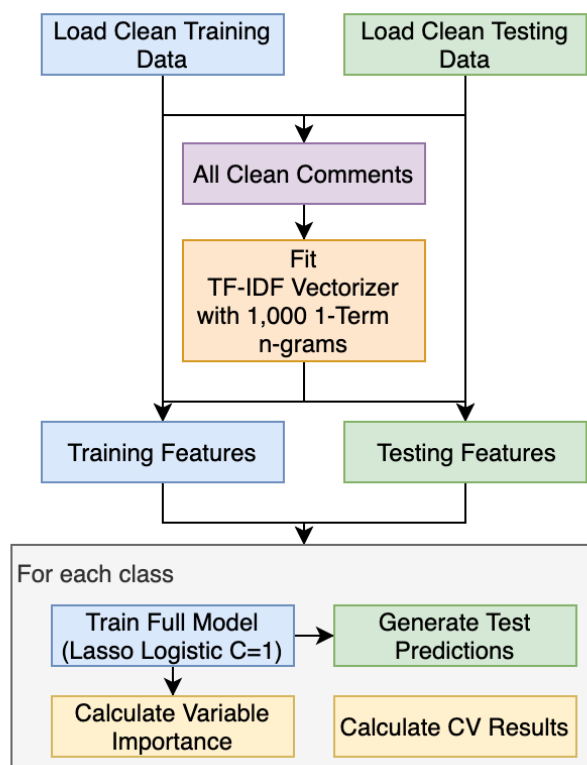 Load Clean Training
Data
Load Clean Testing
Data
All Clean Comments
Fit
TF-IDF Vectorizer
with 1,000 1-Term
n-grams
Training Features
Testing Features
For each class
Train Full Model
(Lasso Logistic C=1)
Generate Test
Predictions
Calculate Variable
Importance
Calculate CV Results